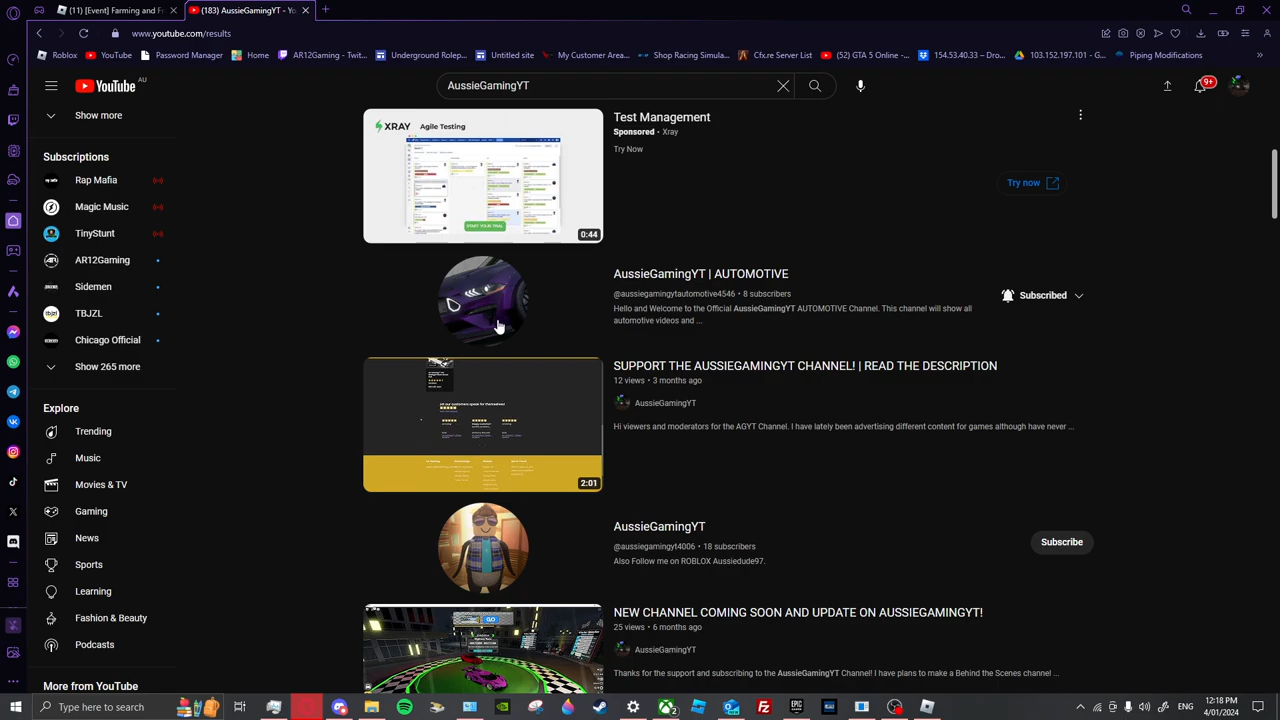 (11) [Event] Farming and Fr
(183) AussieGamingYT - Yo
www.youtube.com/results
Roblox
YouTube
Password Manager
Home
AR12Gaming - Twit...
Rundown Roleplay...
Untitled site
My Customer Area -...
Shop Racing Simula...
Cfx.re Server List
(52) GTA 5 Online -...
154.53.40.33 – Dro...
103.152.197.101 - G...
Piping Modifications...
YouTube AU
AussieGamingYT
9+
Show more
Subscriptions
Show 265 more
AR12Gaming
Sidemen
TBJZL
Chicago Official
Explore
Trending
Music
Movies & TV
Gaming
News
Sports
Learning
Fashion & Beauty
Podcasts
More from YouTube
XRAY Agile Testing
START YOUR TRIAL
0:44
Test Management
Sponsored • Xray
Try Now
Try now
AussieGamingYT | AUTOMOTIVE
@aussiegamingytautomotive4546 • 8 subscribers
Hello and Welcome to the Official AussieGamingYT AUTOMOTIVE Channel. This channel will show all
automotive videos and ...
Subscribed
2:01
SUPPORT THE AUSSIEGAMINGYT CHANNEL! | READ THE DESCRIPTION
12 views • 3 months ago
AussieGamingYT
Hi viewers and moderators for the AGYT Channel. I have lately been advertising different content for games although have never ...
AussieGamingYT
@aussiegamingyt4006 • 18 subscribers
Also Follow me on ROBLOX Aussiedude97.
Subscribe
NEW CHANNEL COMING SOON AND UPDATE ON AUSSIEGAMINGYT!
25 views • 6 months ago
AussieGamingYT
Thanks for the support and subscribing to the AussieGamingYT Channel! I have plans to make a Behind the Scenes channel ...
Type here to search
ENG
12:18 PM
4/01/2024